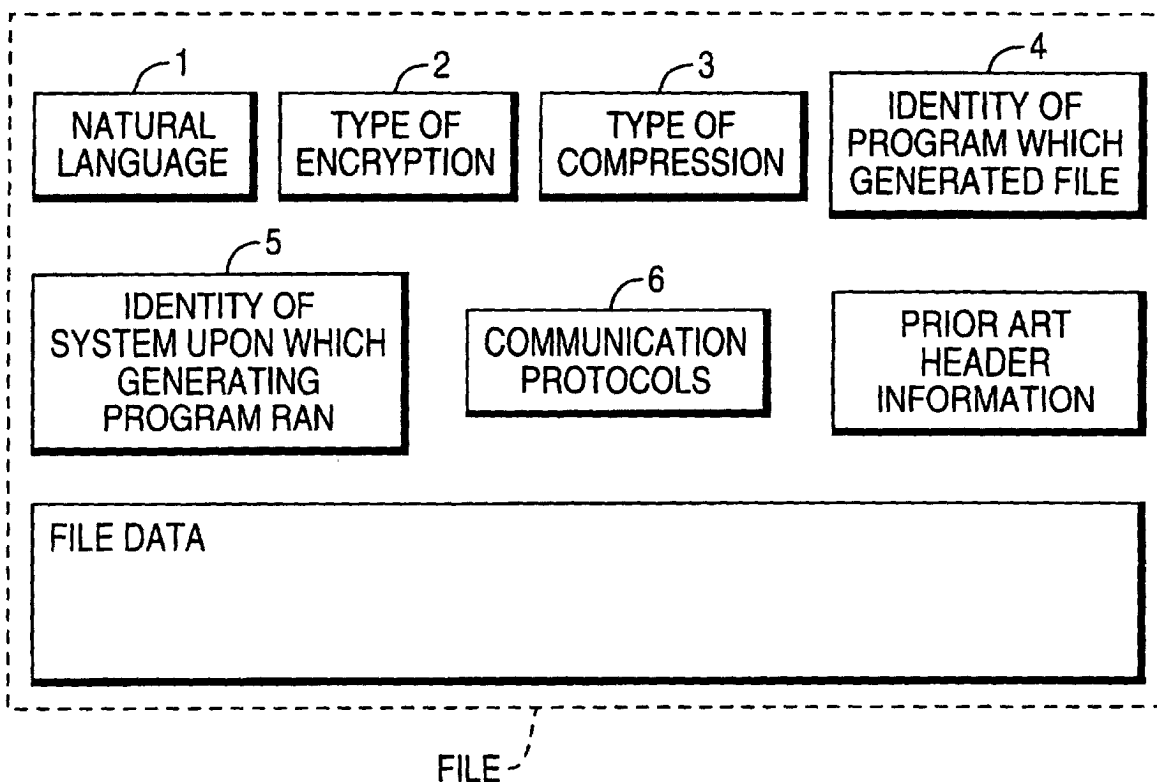 1
NATURAL
LANGUAGE
2
TYPE OF
ENCRYPTION
3
TYPE OF
COMPRESSION
4
IDENTITY OF
PROGRAM WHICH
GENERATED FILE
5
IDENTITY OF
SYSTEM UPON WHICH
GENERATING
PROGRAM RAN
6
COMMUNICATION
PROTOCOLS
PRIOR ART
HEADER
INFORMATION
FILE DATA
FILE